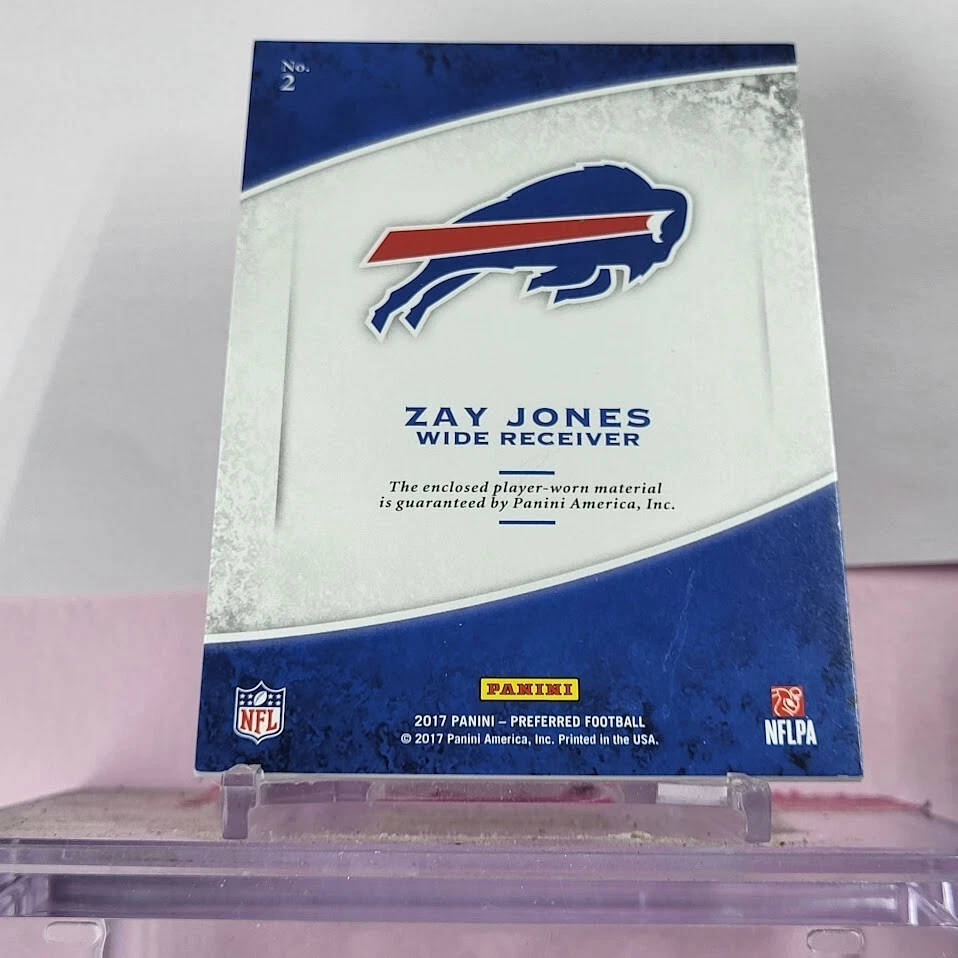 No.
2
ZAY JONES
WIDE RECEIVER
The enclosed player-worn material
is guaranteed by Panini America, Inc.
PANINI
NFL
2017 PANINI – PREFERRED FOOTBALL
© 2017 Panini America, Inc. Printed in the USA.
NFLPA